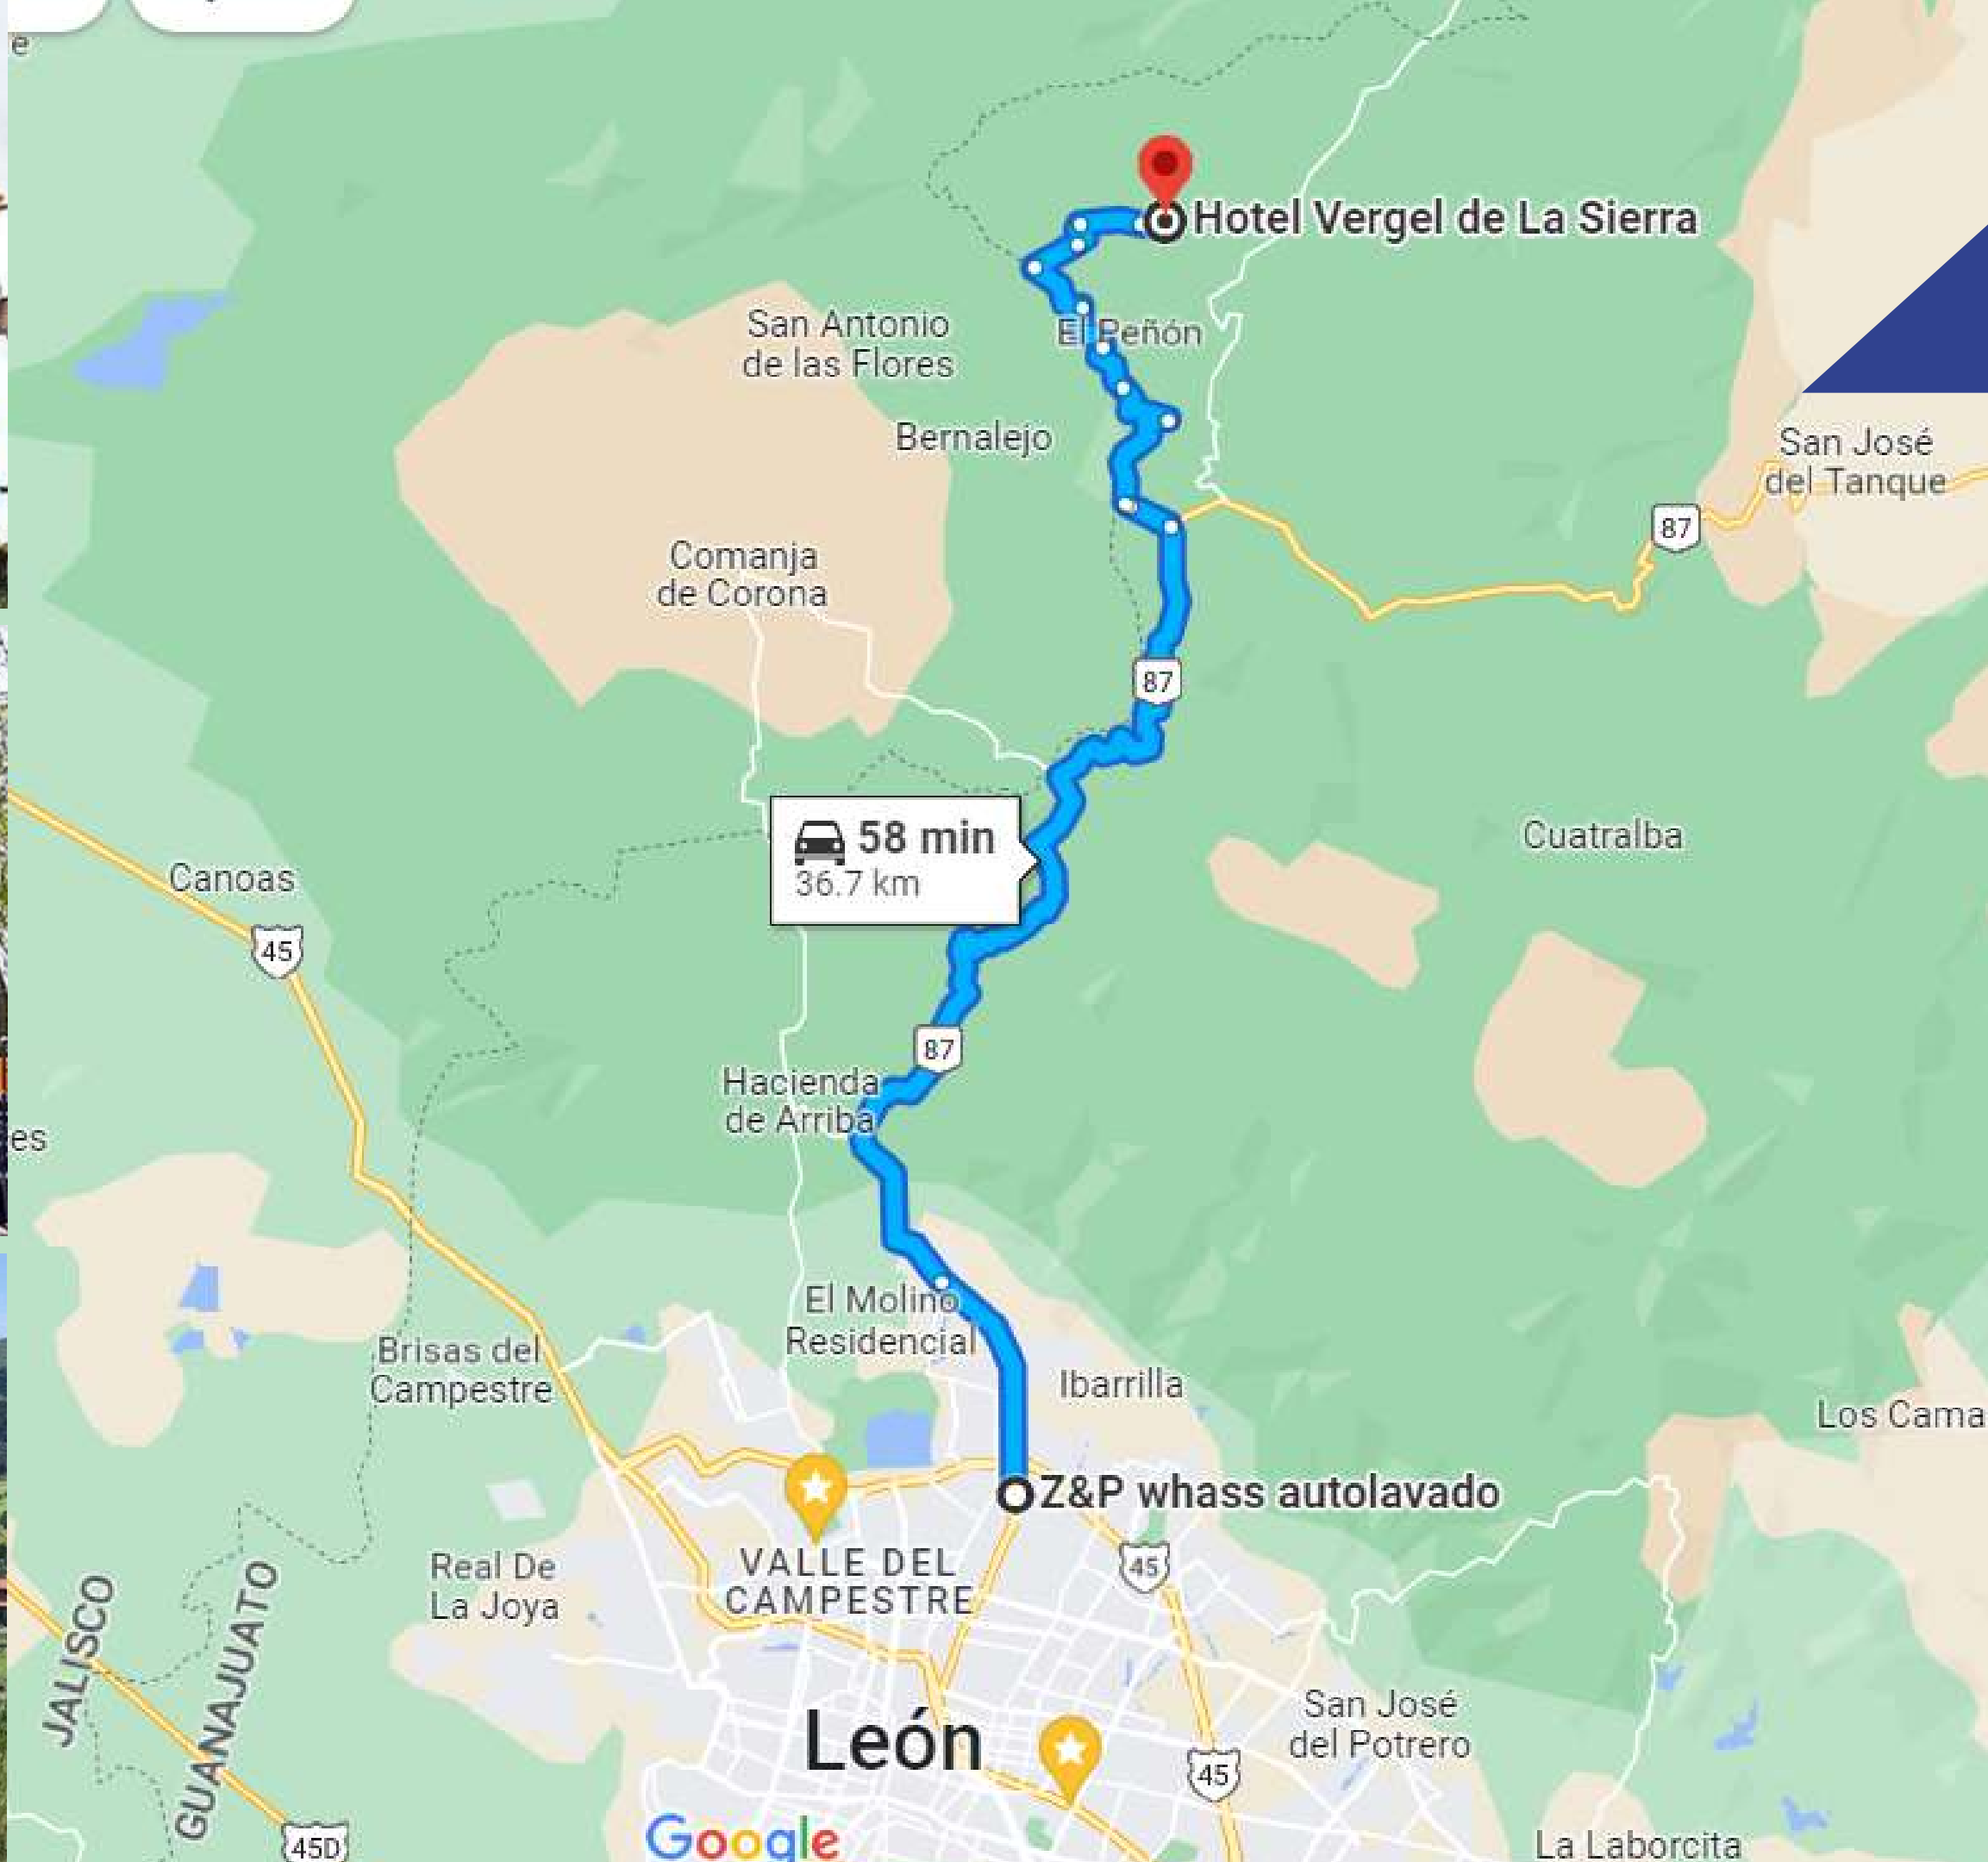 e
Hotel Vergel de La Sierra
San Antonio
de las Flores
El Peñón
Bernalejo
San José
del Tanque
87
Comanja
de Corona
87
58 min
36.7 km
Cuatralba
Canoas
45
87
Hacienda
de Arriba
es
El Molino
Residencial
Brisas del
Campestre
Ibarrilla
Los Cama
Z&P whass autolavado
VALLE DEL
CAMPESTRE
45
Real De
La Joya
JALISCO
GUANAJUATO
León
San José
del Potrero
45
45D
Google
La Laborcita